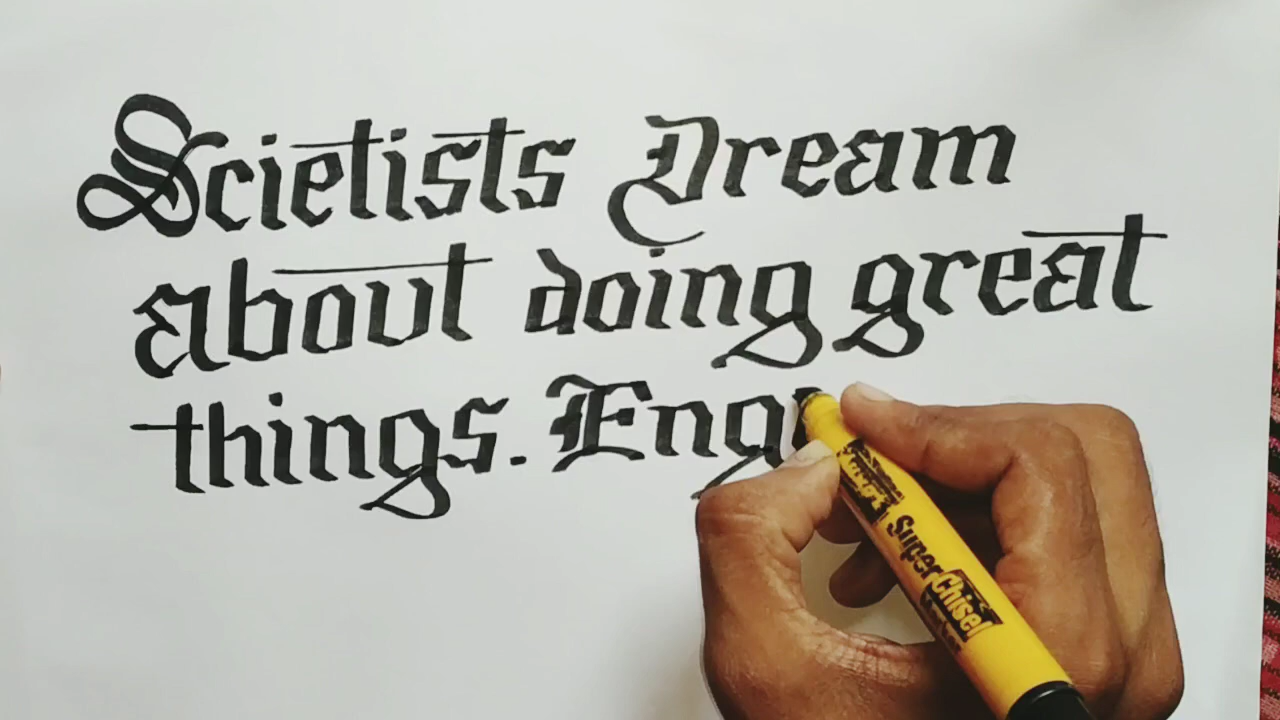 Scietists Dream
about doing great
things. Eng
Super Chisel